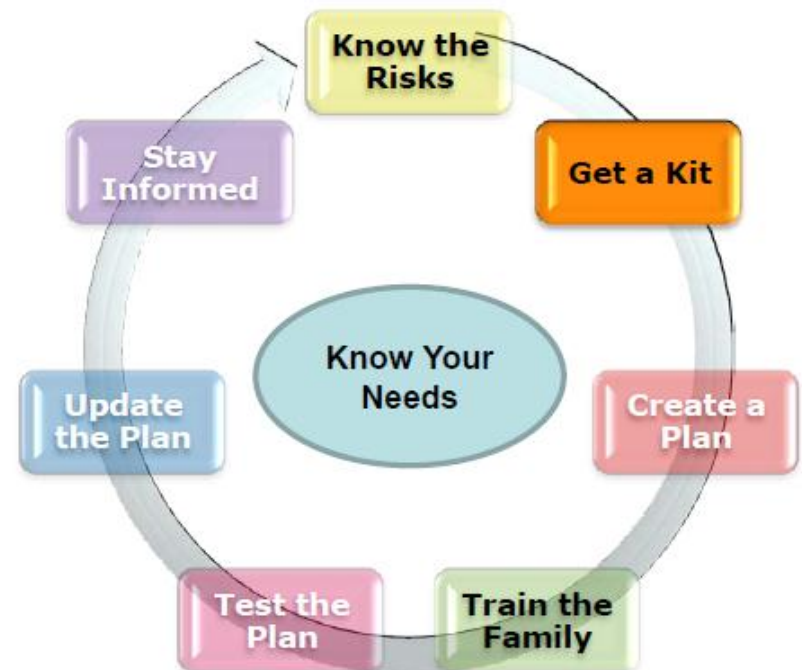 Know the
Risks
Get a Kit
Create a
Plan
Train the
Family
Test the
Plan
Update
the Plan
Stay
Informed
Know Your
Needs